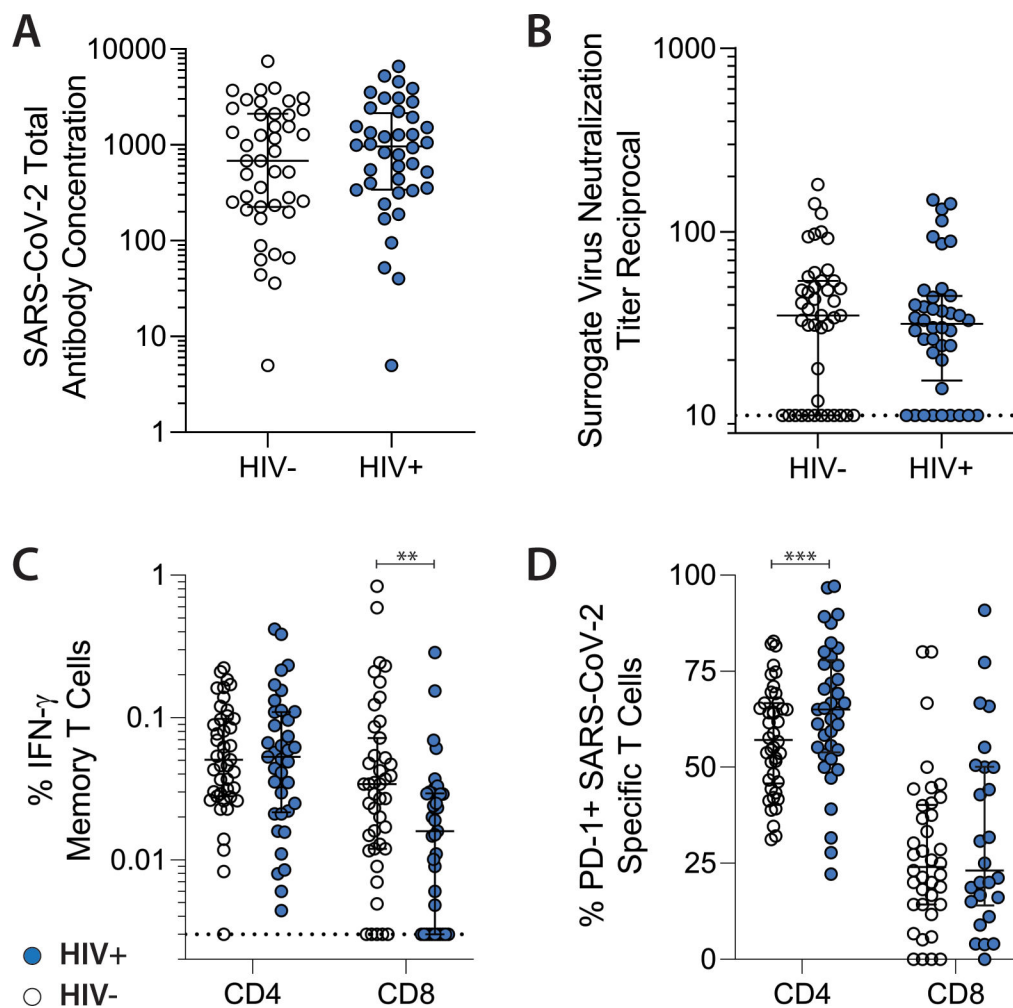 A
SARS-CoV-2 Total
Antibody Concentration
10000
1000
100
10
1
HIV-
HIV+
B
Surrogate Virus Neutralization
Titer Reciprocal
1000
100
10
HIV-
HIV+
C
% IFN-γ
Memory T Cells
1
0.1
0.01
**
CD4
CD8
HIV+
HIV-
D
% PD-1+ SARS-CoV-2
Specific T Cells
100
75
50
25
0
***
CD4
CD8